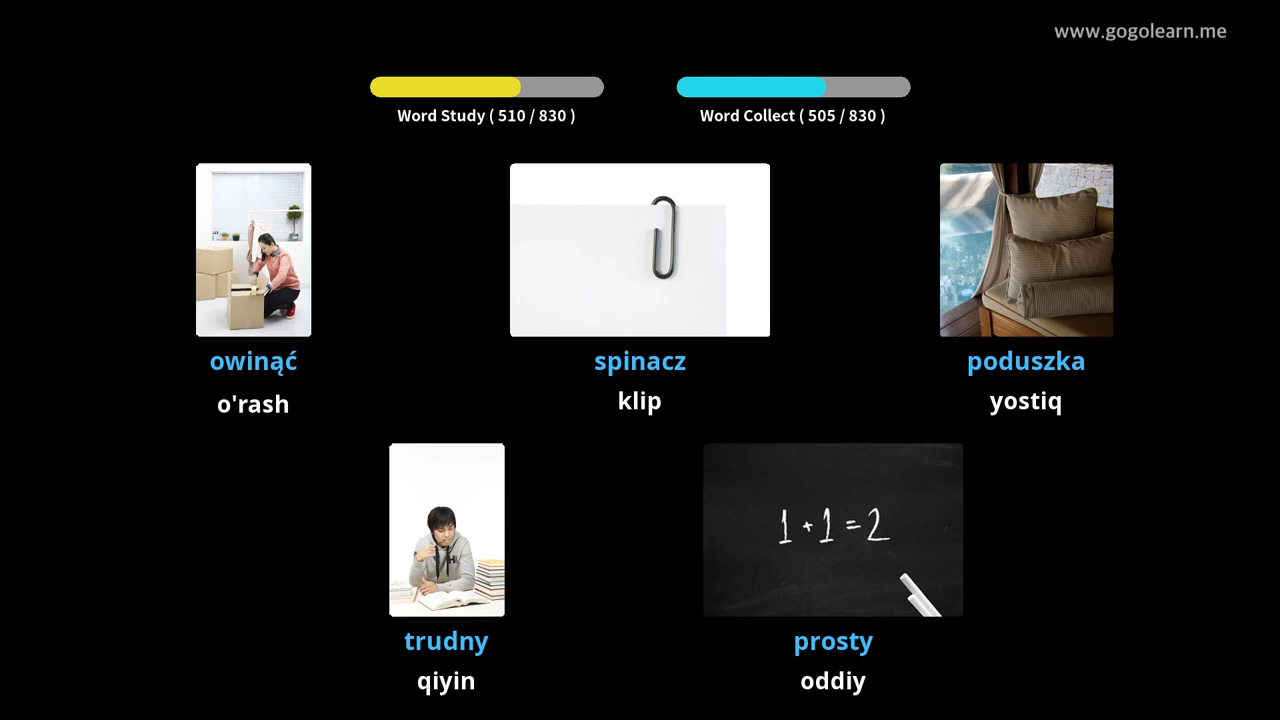 www.gogolearn.me
Word Study ( 510 / 830 )
Word Collect ( 505 / 830 )
owinąć
o'rash
spinacz
klip
poduszka
yostiq
trudny
qiyin
1 + 1 = 2
prosty
oddiy